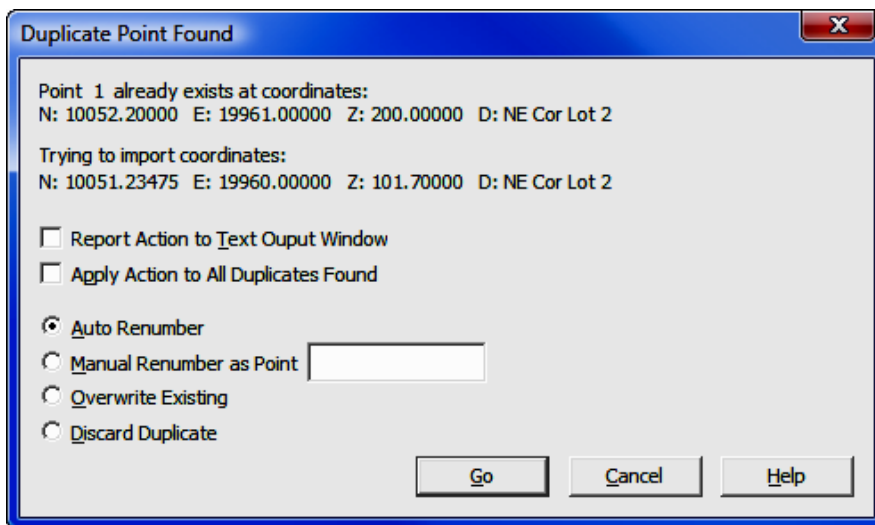 Duplicate Point Found
X
Point 1 already exists at coordinates:
N: 10052.20000 E: 19961.00000 Z: 200.00000 D: NE Cor Lot 2
Trying to import coordinates:
N: 10051.23475 E: 19960.00000 Z: 101.70000 D: NE Cor Lot 2
Report Action to Text Ouput Window
Apply Action to All Duplicates Found
Auto Renumber
Manual Renumber as Point
Overwrite Existing
Discard Duplicate
Go Cancel Help